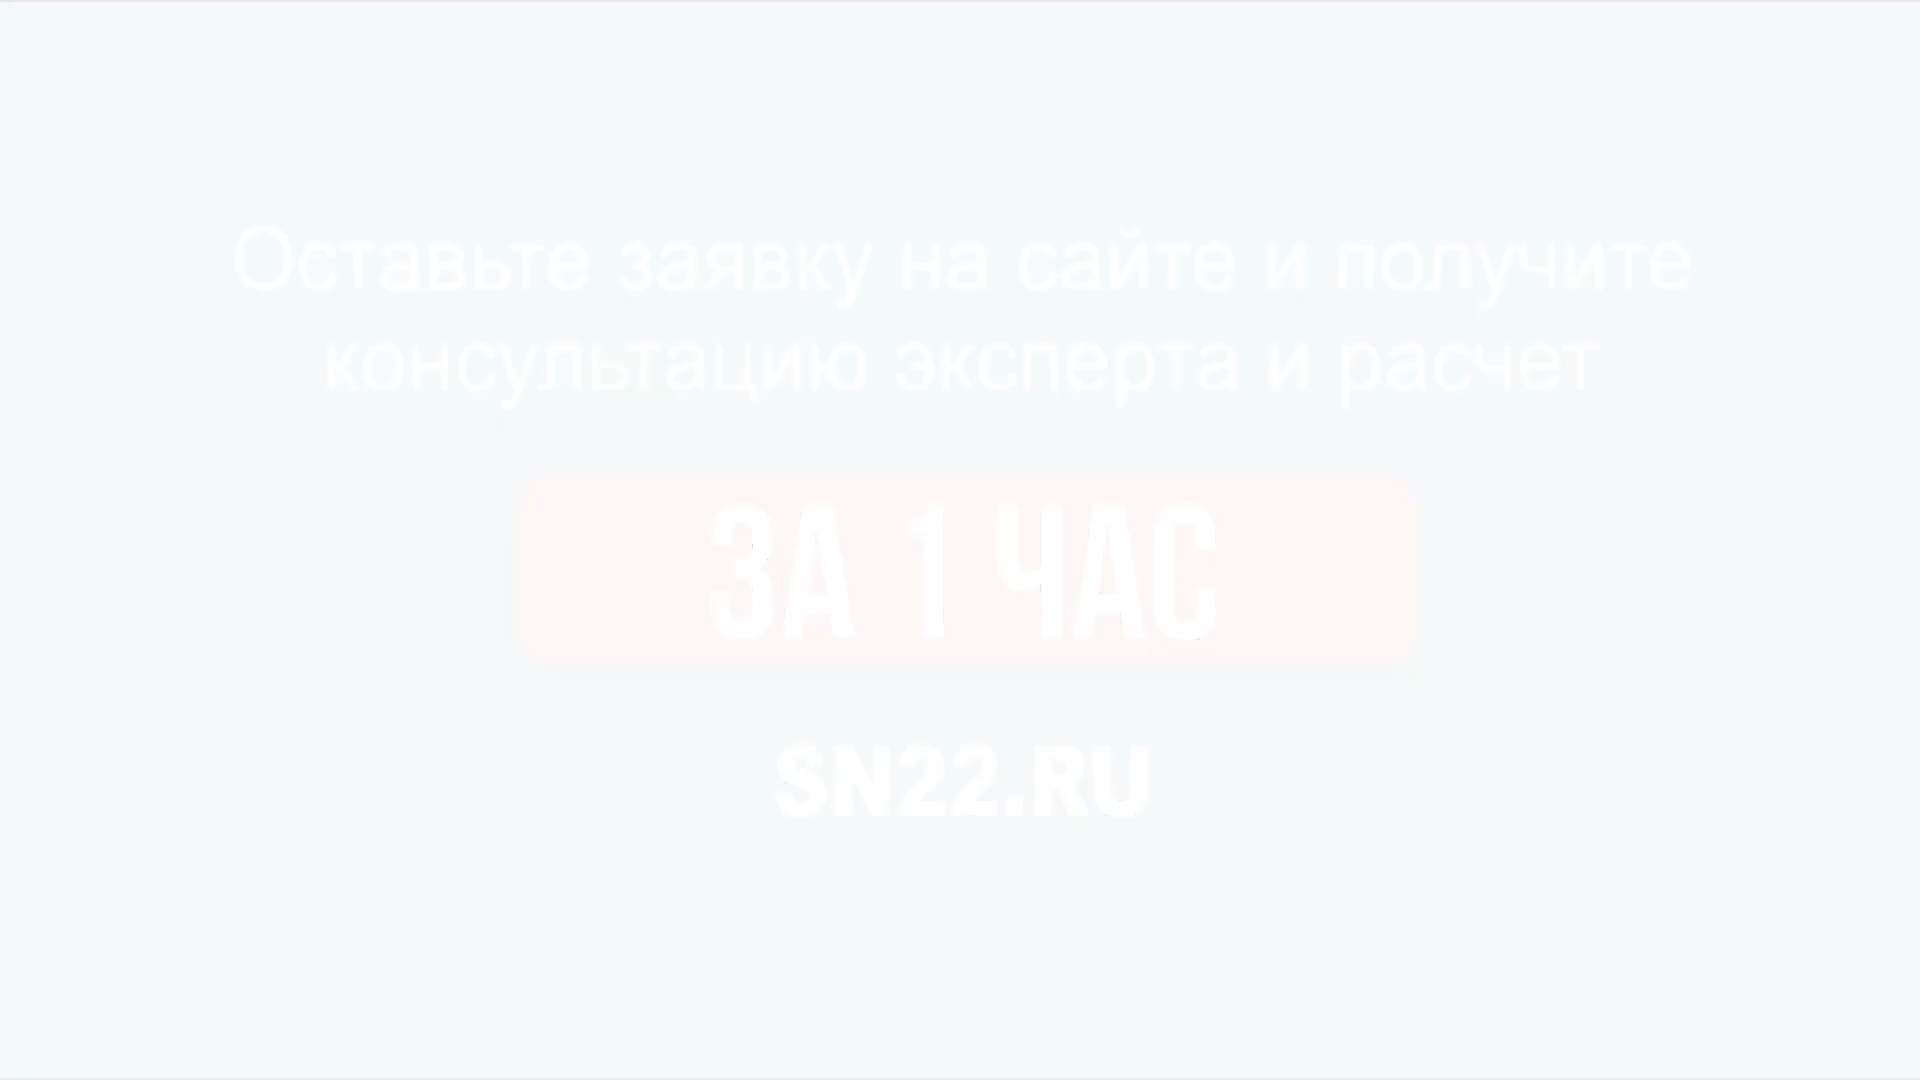 Оставьте заявку на сайте и получите
консультацию эксперта и расчет
ЗА 1 ЧАС
SN22.RU